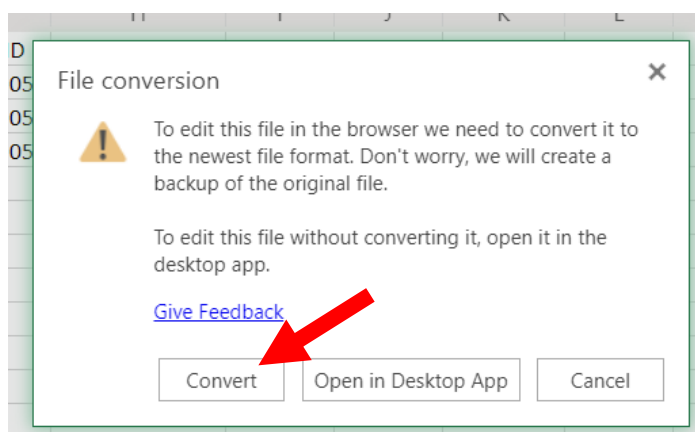 H I J K L
D
05
05
05
File conversion
To edit this file in the browser we need to convert it to
the newest file format. Don't worry, we will create a
backup of the original file.
To edit this file without converting it, open it in the
desktop app.
Give Feedback
Convert Open in Desktop App Cancel